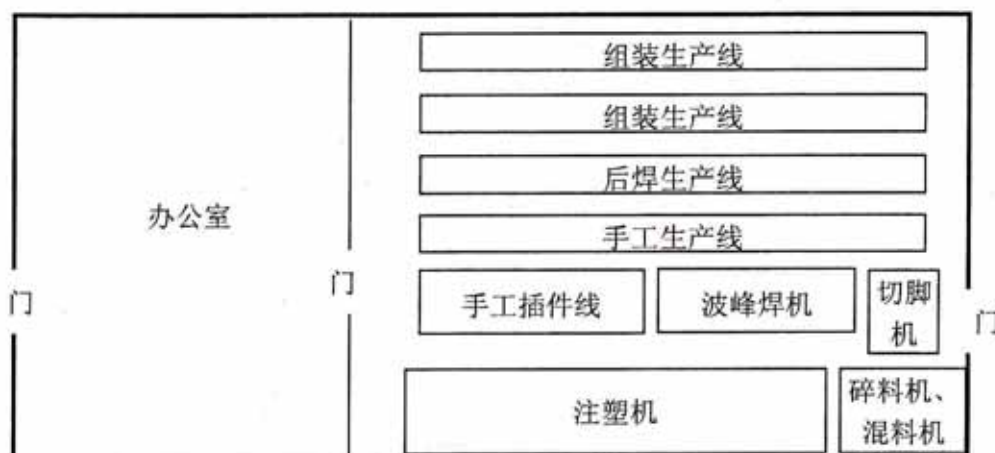 组装生产线
组装生产线
后焊生产线
办公室
手工生产线
门
门
手工插件线
波峰焊机
切脚
机
门
注塑机
碎料机、
混料机